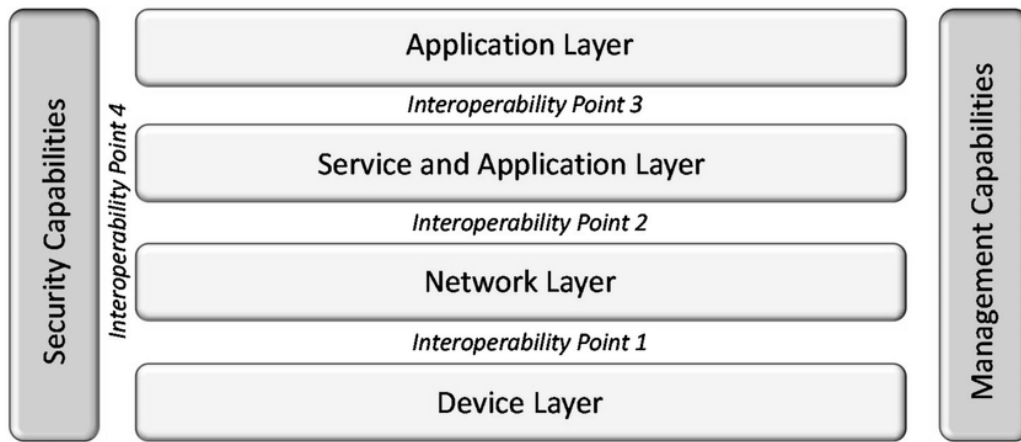 Security Capabilities
Interoperability Point 4
Application Layer
Interoperability Point 3
Service and Application Layer
Interoperability Point 2
Network Layer
Interoperability Point 1
Device Layer
Management Capabilities